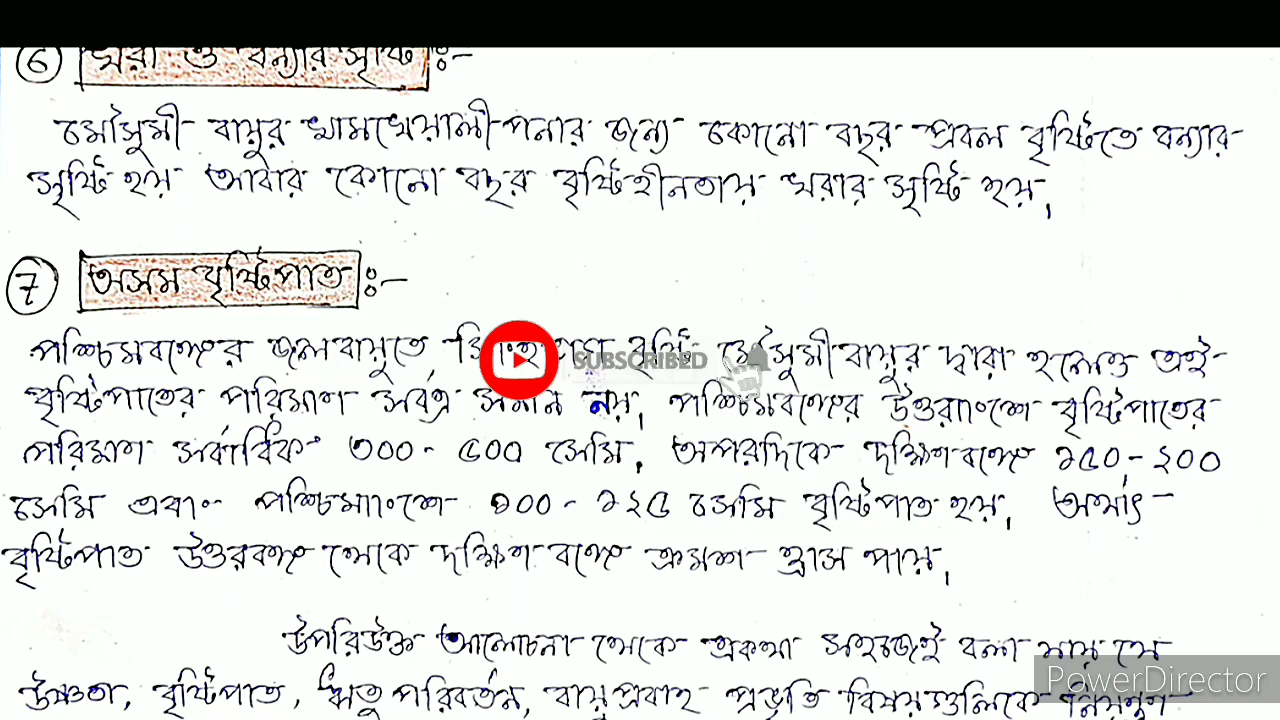 6 খরা ও বন্যার সৃষ্টি :-
মৌসুমী বায়ুর খামখেয়ালীপনার জন্য কোনো বছর প্রবল বৃষ্টিতে বন্যার
সৃষ্টি হয় আবার কোনো বছর বৃষ্টিহীনতায় খরার সৃষ্টি হয়।
7 অসম বৃষ্টিপাত :-
পশ্চিমবঙ্গের জলবায়ুতে বৃষ্টি মৌসুমী বায়ুর দ্বারা হলেও এই
SUBSCRIBED
বৃষ্টিপাতের পরিমাণ সর্বত্র সমান নয়। পশ্চিমবঙ্গের উত্তরাংশে বৃষ্টিপাতের
পরিমাণ সর্বাধিক ৩০০-৫০০ সেমি, অপরদিকে দক্ষিণবঙ্গে ১৫০-২০০
সেমি এবং পশ্চিমাংশে ১০০-১২৫ সেমি বৃষ্টিপাত হয়। অর্থাৎ
বৃষ্টিপাত উত্তরবঙ্গ থেকে দক্ষিণবঙ্গে ক্রমশ হ্রাস পায়।
উপরিউক্ত আলোচনা থেকে একথা সহজেই বলা যায় যে
উষ্ণতা, বৃষ্টিপাত, ঋতু পরিবর্তন, বায়ুপ্রবাহ প্রভৃতি বিষয়গুলিকে নিয়ন্ত্রণ
PowerDirector